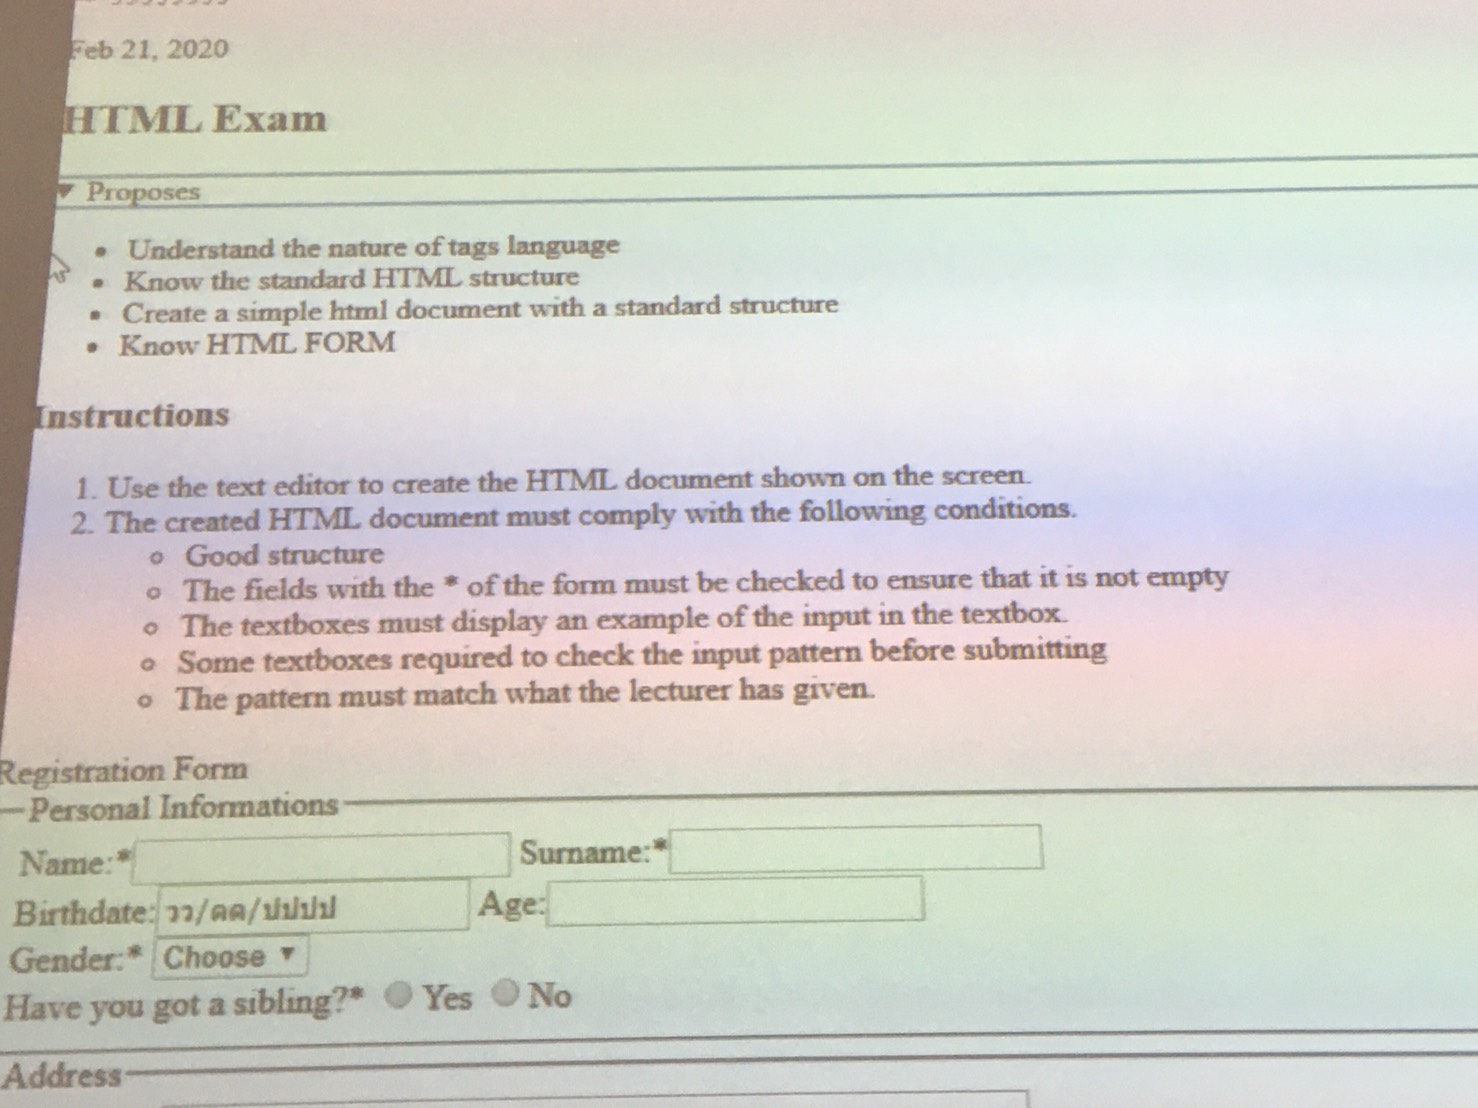 Feb 21, 2020
HTML Exam
▼ Proposes
• Understand the nature of tags language
• Know the standard HTML structure
• Create a simple html document with a standard structure
• Know HTML FORM
Instructions
1. Use the text editor to create the HTML document shown on the screen.
2. The created HTML document must comply with the following conditions.
o Good structure
o The fields with the * of the form must be checked to ensure that it is not empty
o The textboxes must display an example of the input in the textbox.
o Some textboxes required to check the input pattern before submitting
o The pattern must match what the lecturer has given.
Registration Form
Personal Informations
Name:* Surname:*
Birthdate: วว/ดด/ปปปป Age:
Gender:* Choose ▼
Have you got a sibling?* Yes No
Address